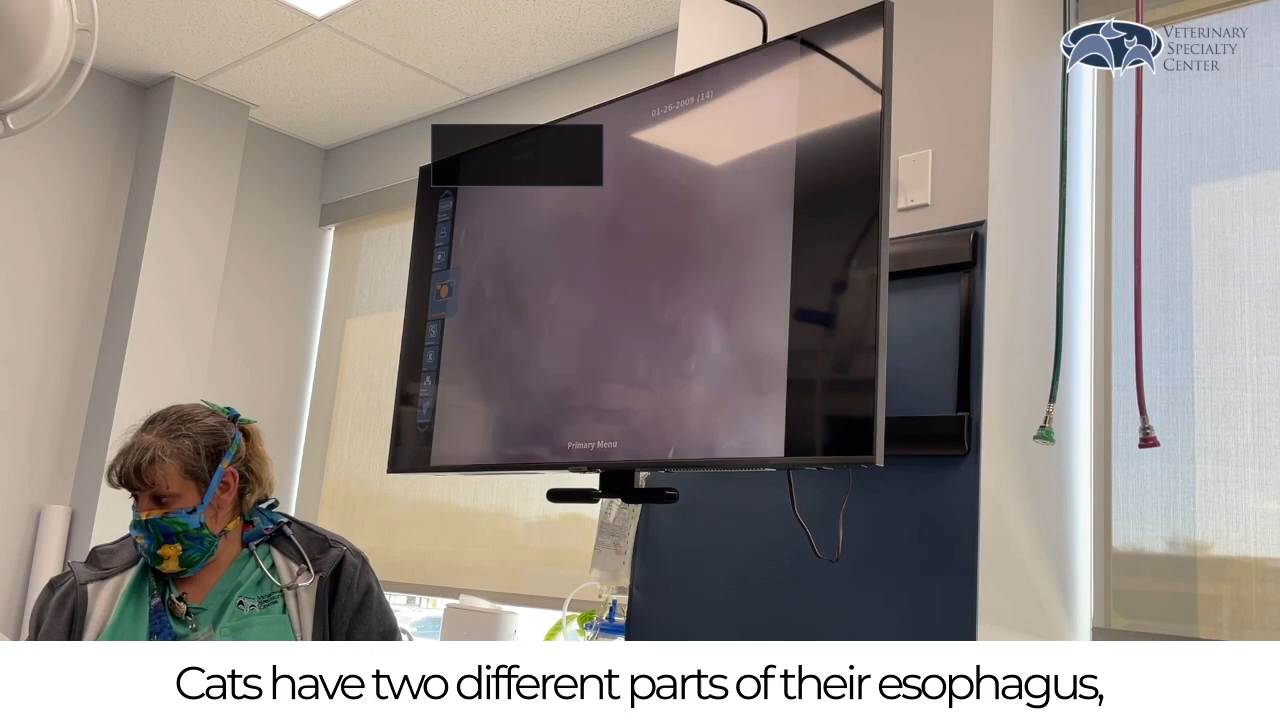 VETERINARY
SPECIALTY
CENTER
01-26-2009 (14)
Primary Menu
Cats have two different parts of their esophagus,